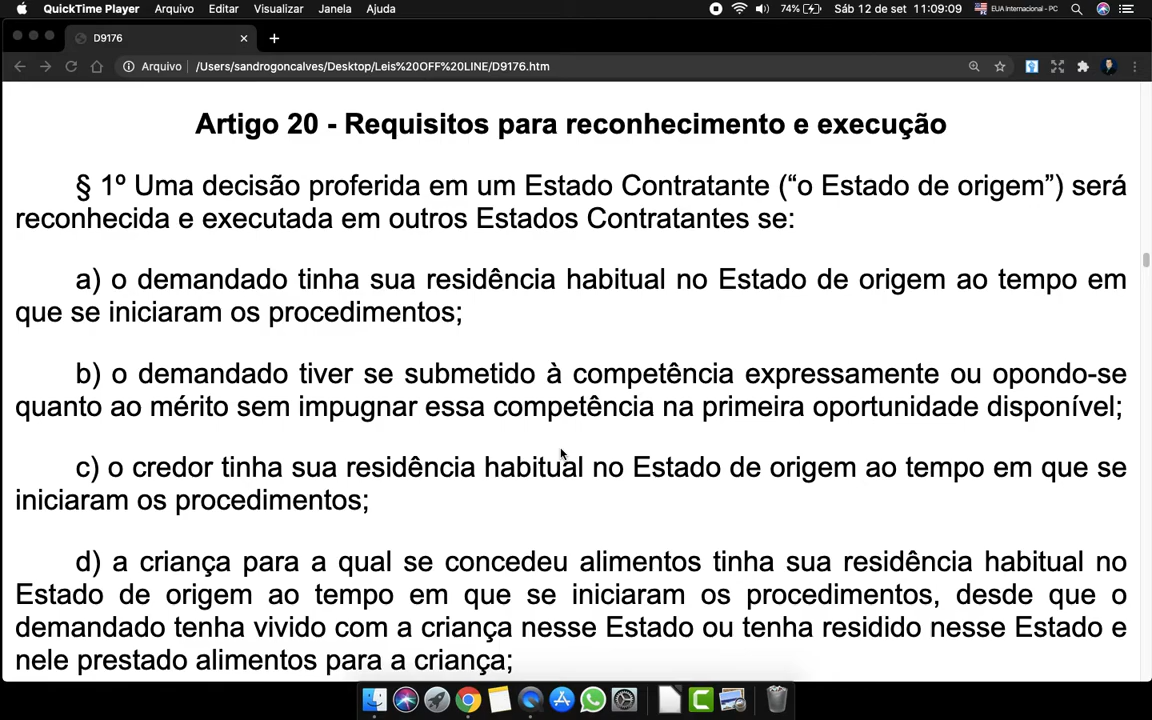 QuickTime Player Arquivo Editar Visualizar Janela Ajuda 74% Sáb 12 de set 11:09:09 EUA Internacional - PC
D9176
Arquivo /Users/sandrogoncalves/Desktop/Leis%20OFF%20LINE/D9176.htm
Artigo 20 - Requisitos para reconhecimento e execução
§ 1º Uma decisão proferida em um Estado Contratante (“o Estado de origem”) será
reconhecida e executada em outros Estados Contratantes se:
a) o demandado tinha sua residência habitual no Estado de origem ao tempo em
que se iniciaram os procedimentos;
b) o demandado tiver se submetido à competência expressamente ou opondo-se
quanto ao mérito sem impugnar essa competência na primeira oportunidade disponível;
c) o credor tinha sua residência habitual no Estado de origem ao tempo em que se
iniciaram os procedimentos;
d) a criança para a qual se concedeu alimentos tinha sua residência habitual no
Estado de origem ao tempo em que se iniciaram os procedimentos, desde que o
demandado tenha vivido com a criança nesse Estado ou tenha residido nesse Estado e
nele prestado alimentos para a criança;